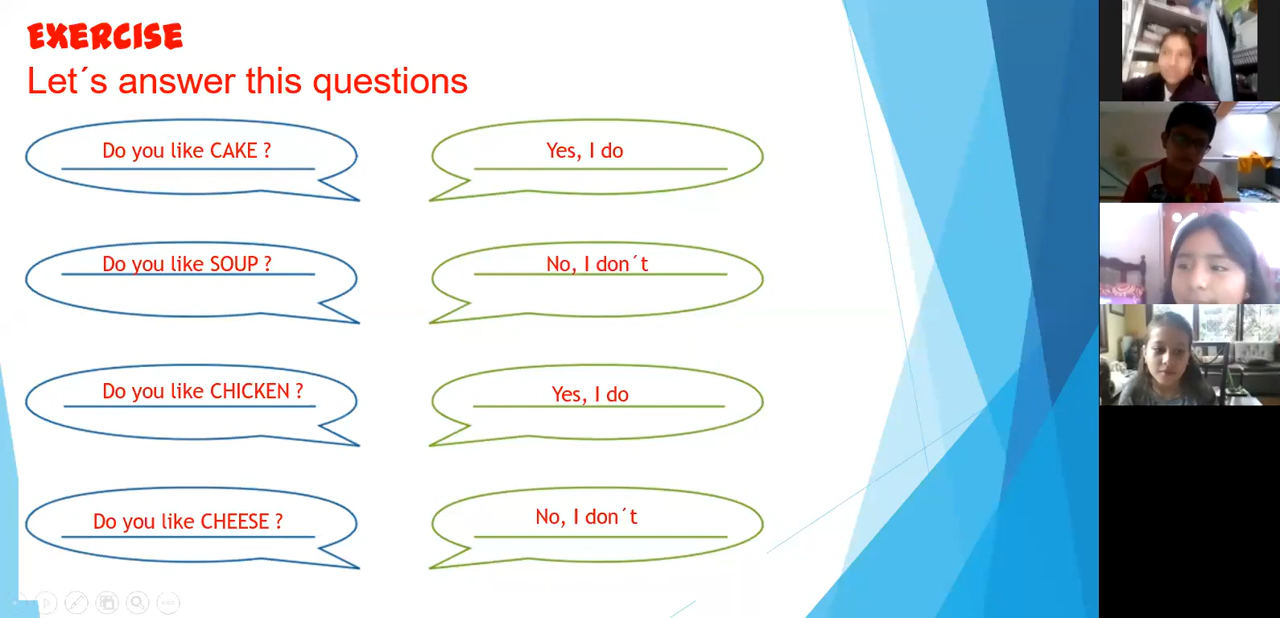 EXERCISE
Let´s answer this questions
Do you like CAKE ?
Yes, I do
Do you like SOUP ?
No, I don´t
Do you like CHICKEN ?
Yes, I do
Do you like CHEESE ?
No, I don´t